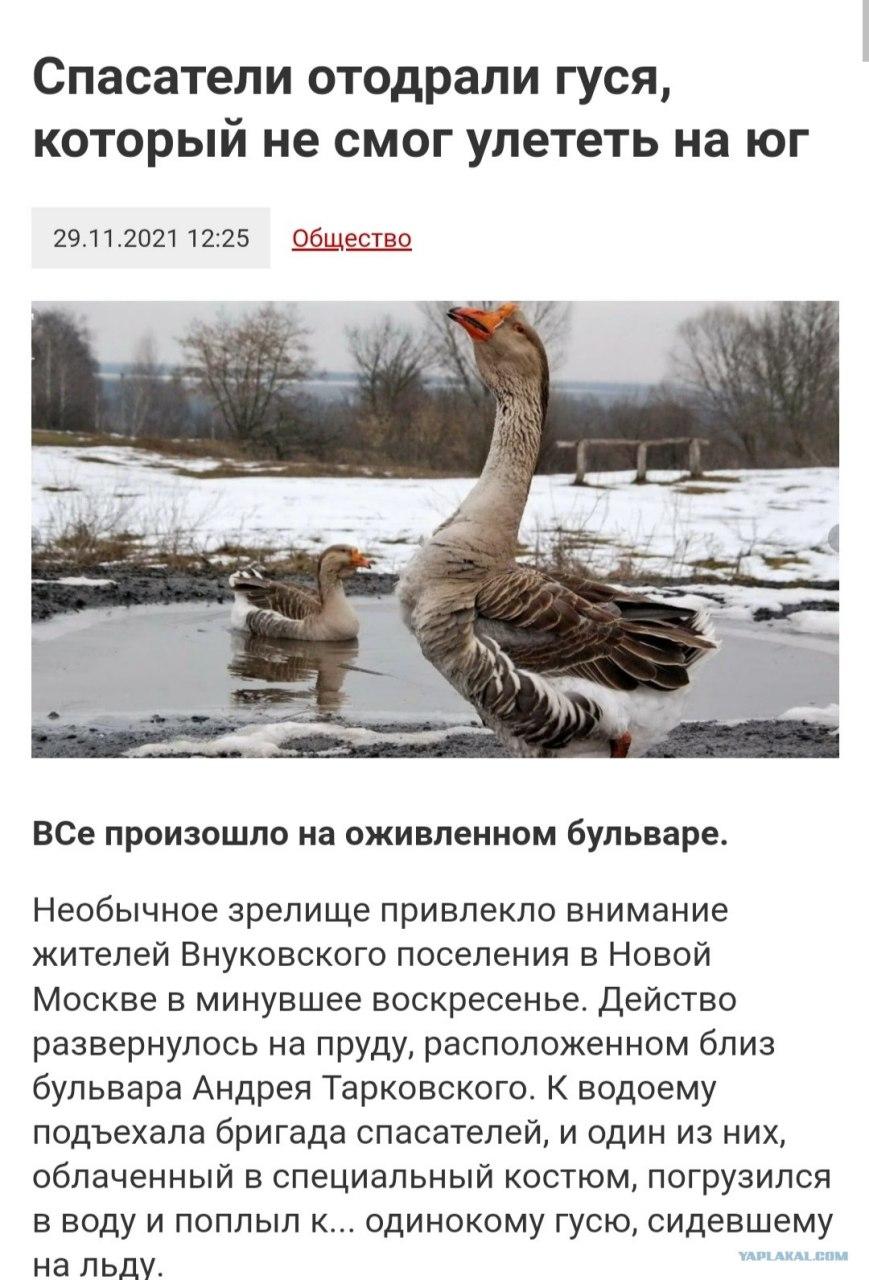 Спасатели отодрали гуся,
который не смог улететь на юг
29.11.2021 12:25 Общество
ВСе произошло на оживленном бульваре.
Необычное зрелище привлекло внимание
жителей Внуковского поселения в Новой
Москве в минувшее воскресенье. Действо
развернулось на пруду, расположенном близ
бульвара Андрея Тарковского. К водоему
подъехала бригада спасателей, и один из них,
облаченный в специальный костюм, погрузился
в воду и поплыл к... одинокому гусю, сидевшему
на льду.
YAPLAKAL.COM